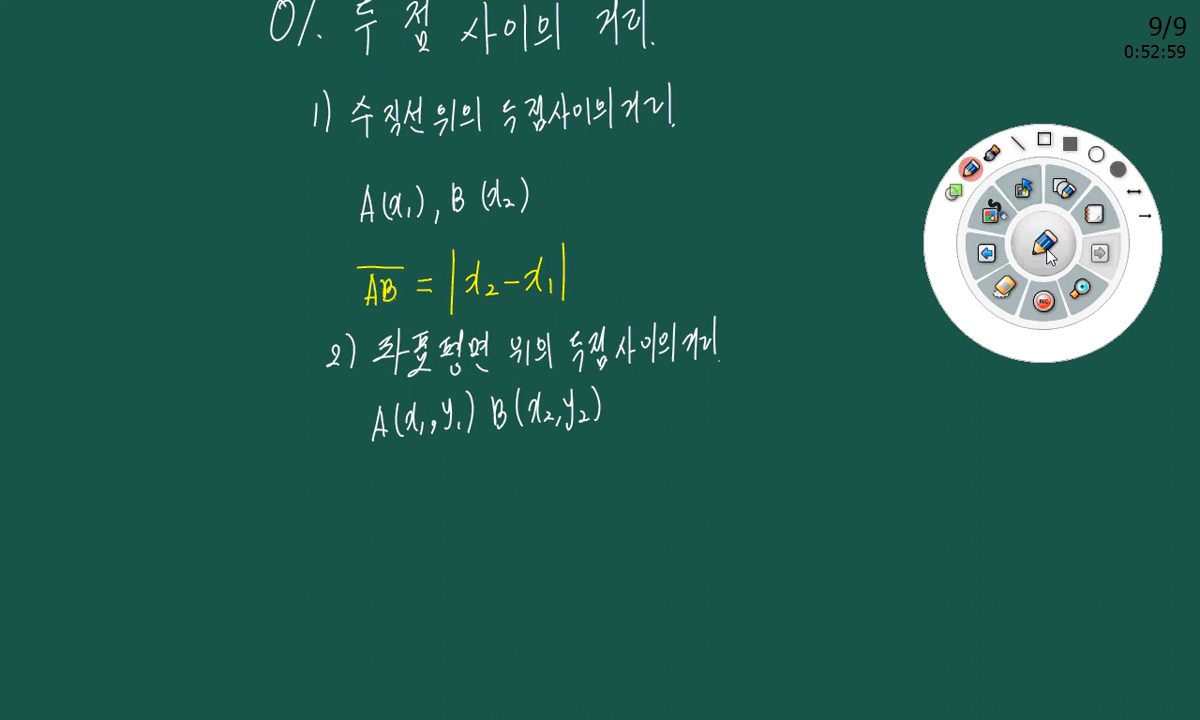 01. 두 점 사이의 거리.
9/9
0:52:59
1) 수직선 위의 두점사이의 거리.
A(x₁), B(x₂)
AB̅ = |x₂-x₁|
2) 좌표평면 위의 두점 사이의 거리.
A(x₁,y₁) B(x₂,y₂)
REC